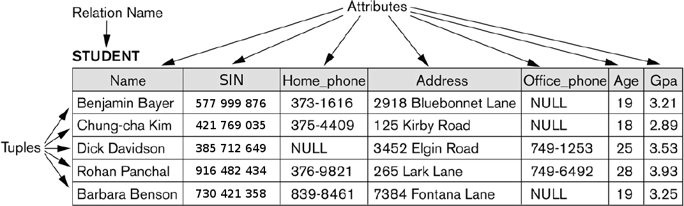 Relation Name
Attributes
STUDENT
Name SIN Home_phone Address Office_phone Age Gpa
Benjamin Bayer 577 999 876 373-1616 2918 Bluebonnet Lane NULL 19 3.21
Chung-cha Kim 421 769 035 375-4409 125 Kirby Road NULL 18 2.89
Tuples
Dick Davidson 385 712 649 NULL 3452 Elgin Road 749-1253 25 3.53
Rohan Panchal 916 482 434 376-9821 265 Lark Lane 749-6492 28 3.93
Barbara Benson 730 421 358 839-8461 7384 Fontana Lane NULL 19 3.25